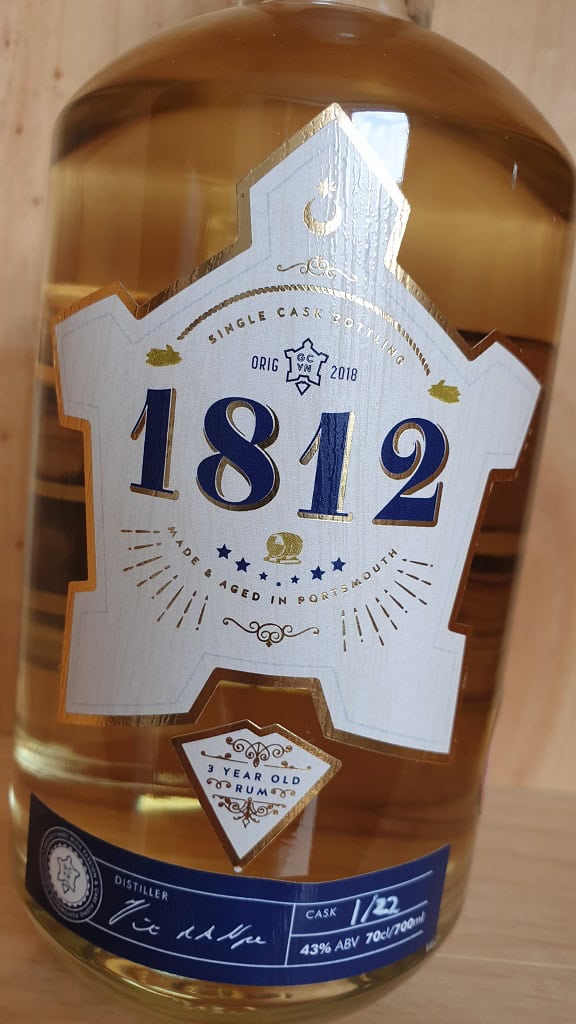 SINGLE CASK BOTTLING
ORIG GC VN 2018
1812
MADE & AGED IN PORTSMOUTH
3 YEAR OLD
RUM
DISTILLER
CASK 1/22
43% ABV 70cl/700ml